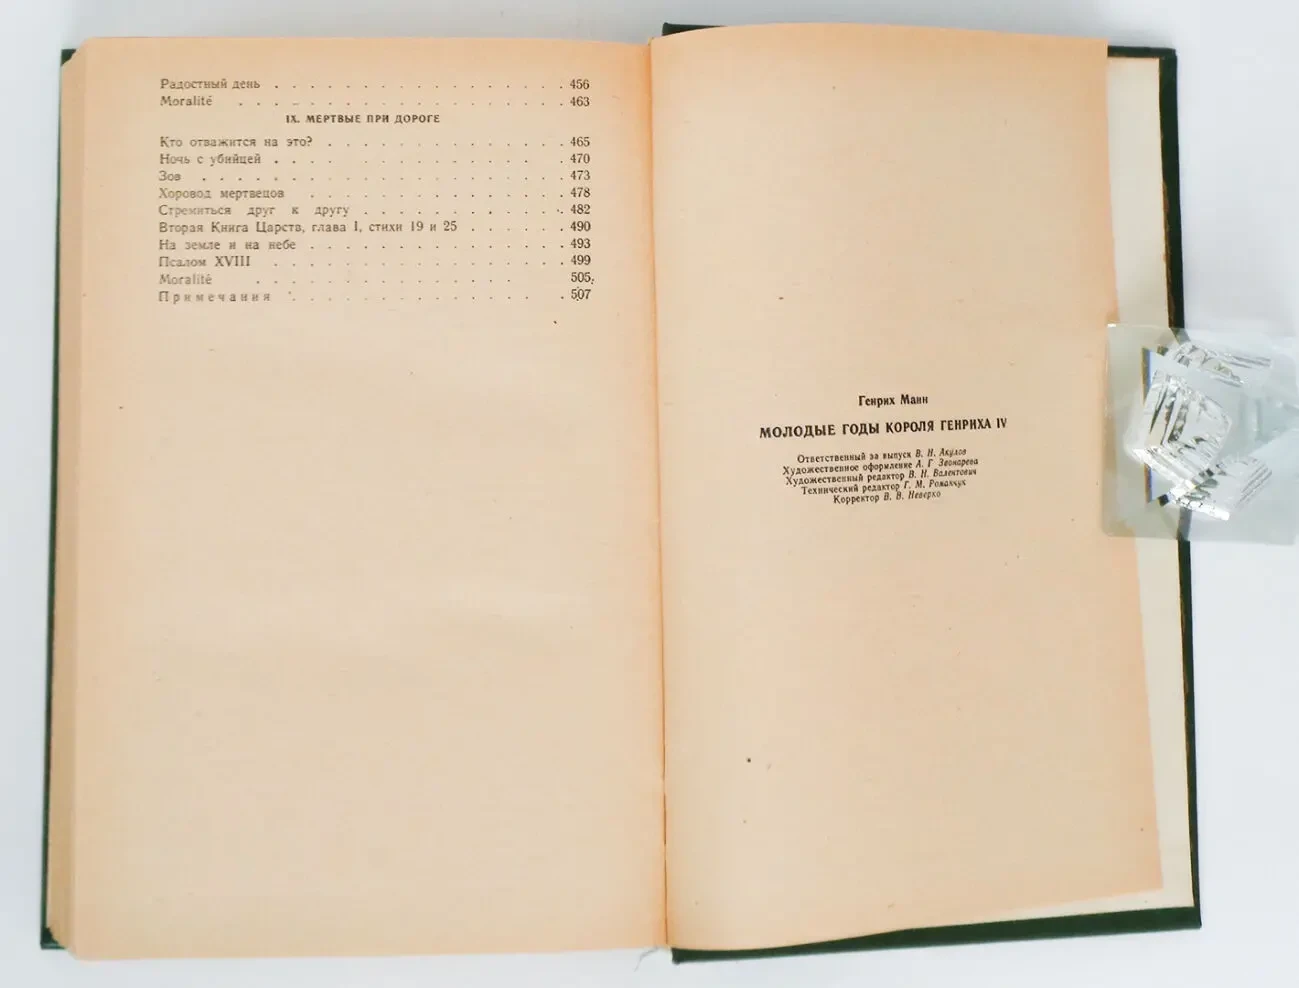 Радостный день . . . . . . . . . . . . . . . . . 456
Moralité . . . . . . . . . . . . . . . . . . 463
IX. МЕРТВЫЕ ПРИ ДОРОГЕ
Кто отважится на это? . . . . . . . . . . . . . . 465
Ночь с убийцей . . . . . . . . . . . . . . . . 470
Зов . . . . . . . . . . . . . . . . . . . . 473
Хоровод мертвецов . . . . . . . . . . . . . . . 478
Стремиться друг к другу . . . . . . . . . . . . 482
Вторая Книга Царств, глава I, стихи 19 и 25 . . . . . . 490
На земле и на небе . . . . . . . . . . . . . . . 493
Псалом XVIII . . . . . . . . . . . . . . . . . 499
Moralité . . . . . . . . . . . . . . . 505
Примечания . . . . . . . . . . . . . . . 507
Генрих Манн
МОЛОДЫЕ ГОДЫ КОРОЛЯ ГЕНРИХА IV
Ответственный за выпуск В. Н. Акулов
Художественное оформление А. Г Звонарева
Художественный редактор В. Н. Валентович
Технический редактор Г. М. Романчук
Корректор В. В. Неверко